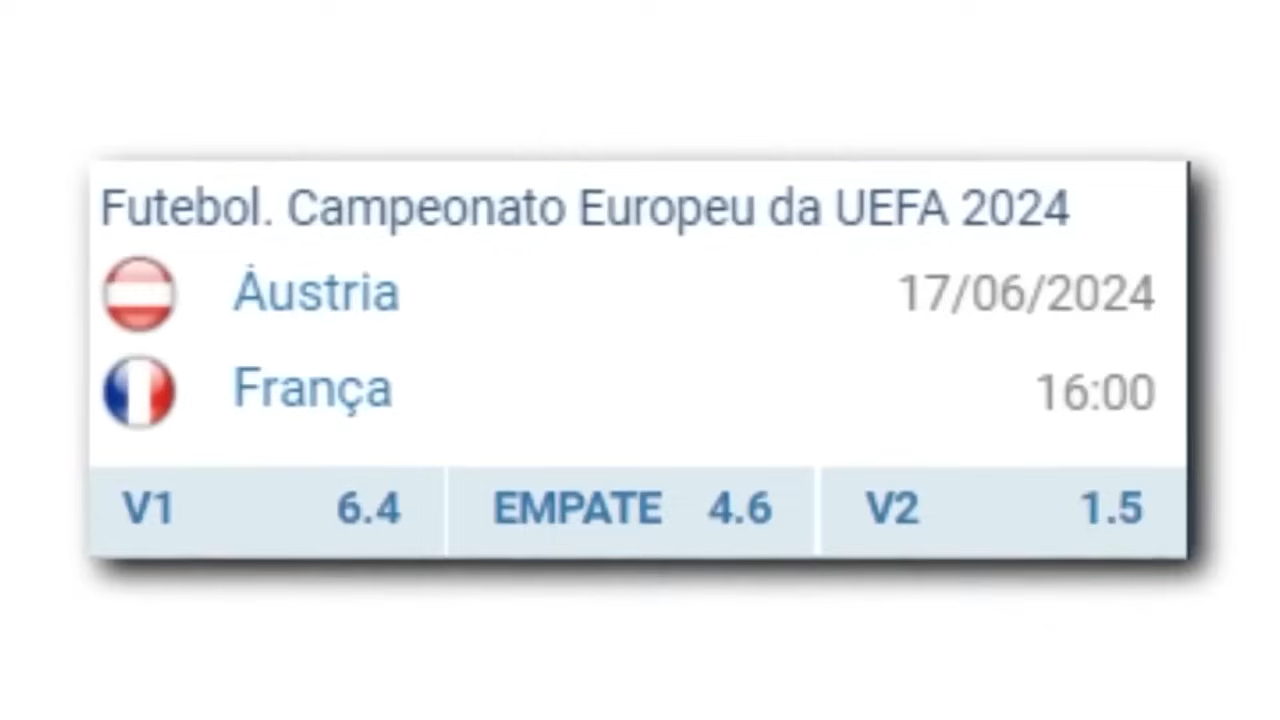 Futebol. Campeonato Europeu da UEFA 2024
Áustria 17/06/2024
França 16:00
V1 6.4 EMPATE 4.6 V2 1.5